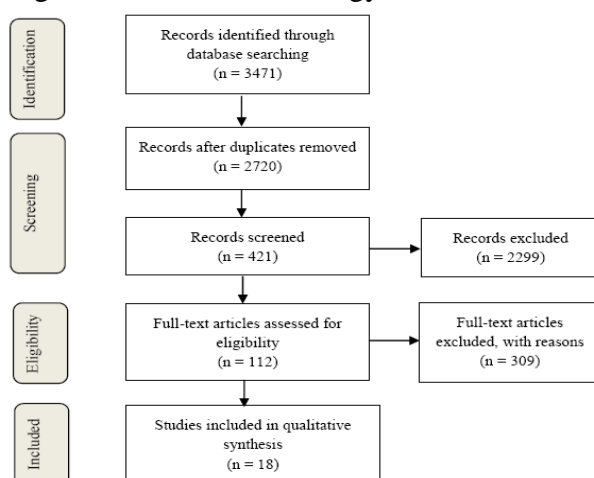 Identification
Records identified through
database searching
(n = 3471)
Screening
Records after duplicates removed
(n = 2720)
Records screened
(n = 421)
Records excluded
(n = 2299)
Eligibility
Full-text articles assessed for
eligibility
(n = 112)
Full-text articles
excluded, with reasons
(n = 309)
Included
Studies included in qualitative
synthesis
(n = 18)